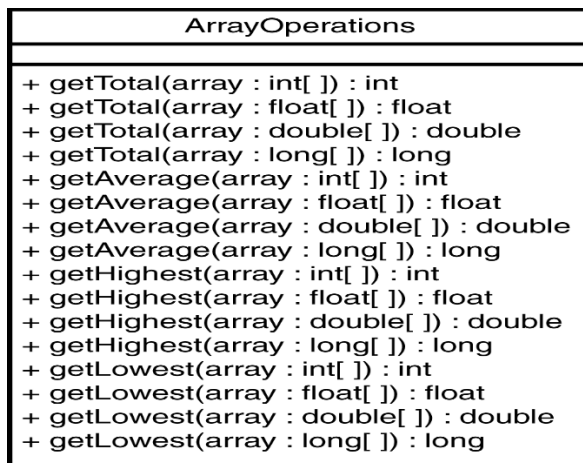 ArrayOperations
+ getTotal(array : int[ ]) : int
+ getTotal(array : float[ ]) : float
+ getTotal(array : double[ ]) : double
+ getTotal(array : long[ ]) : long
+ getAverage(array : int[ ]) : int
+ getAverage(array : float[ ]) : float
+ getAverage(array : double[ ]) : double
+ getAverage(array : long[ ]) : long
+ getHighest(array : int[ ]) : int
+ getHighest(array : float[ ]) : float
+ getHighest(array : double[ ]) : double
+ getHighest(array : long[ ]) : long
+ getLowest(array : int[ ]) : int
+ getLowest(array : float[ ]) : float
+ getLowest(array : double[ ]) : double
+ getLowest(array : long[ ]) : long